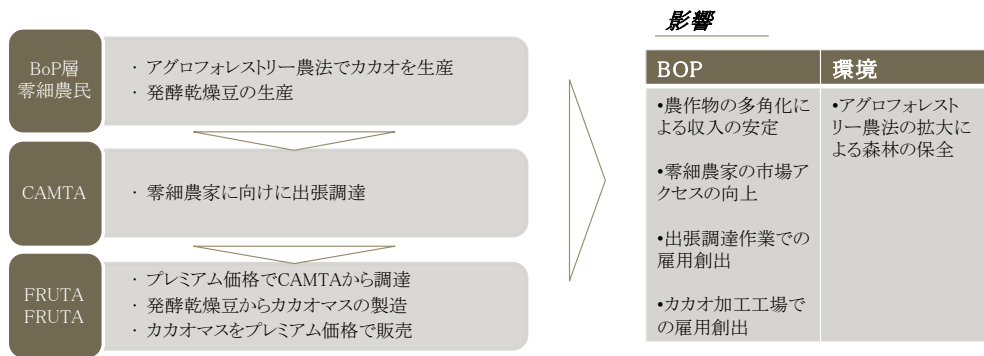 BoP層
零細農民
・ アグロフォレストリー農法でカカオを生産
・ 発酵乾燥豆の生産
CAMTA
・ 零細農家に向けに出張調達
FRUTA
FRUTA
・ プレミアム価格でCAMTAから調達
・ 発酵乾燥豆からカカオマスの製造
・ カカオマスをプレミアム価格で販売
影響
BOP
•農作物の多角化に
よる収入の安定
•零細農家の市場ア
クセスの向上
•出張調達作業での
雇用創出
•カカオ加工工場で
の雇用創出
環境
•アグロフォレスト
リー農法の拡大に
よる森林の保全